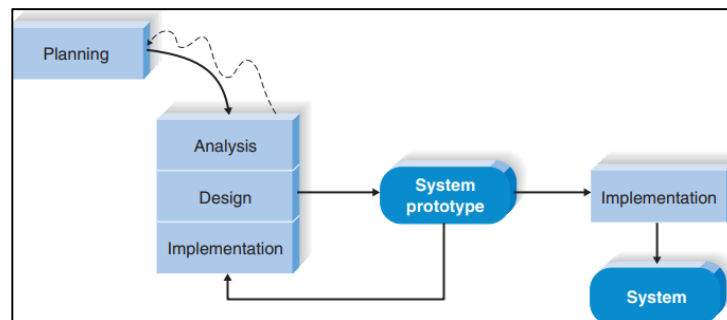 Planning
Analysis
Design
Implementation
System
prototype
Implementation
System